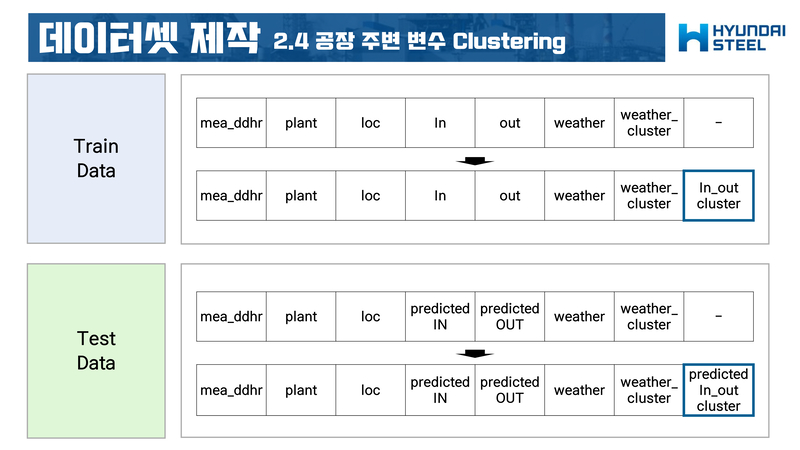 데이터셋 제작 2.4 공장 주변 변수 Clustering
HYUNDAI
STEEL
Train
Data
mea_ddhr plant loc In out weather weather_
cluster –
mea_ddhr plant loc In out weather weather_
cluster In_out
cluster
Test
Data
mea_ddhr plant loc predicted
IN predicted
OUT weather weather_
cluster –
mea_ddhr plant loc predicted
IN predicted
OUT weather weather_
cluster predicted
In_out
cluster